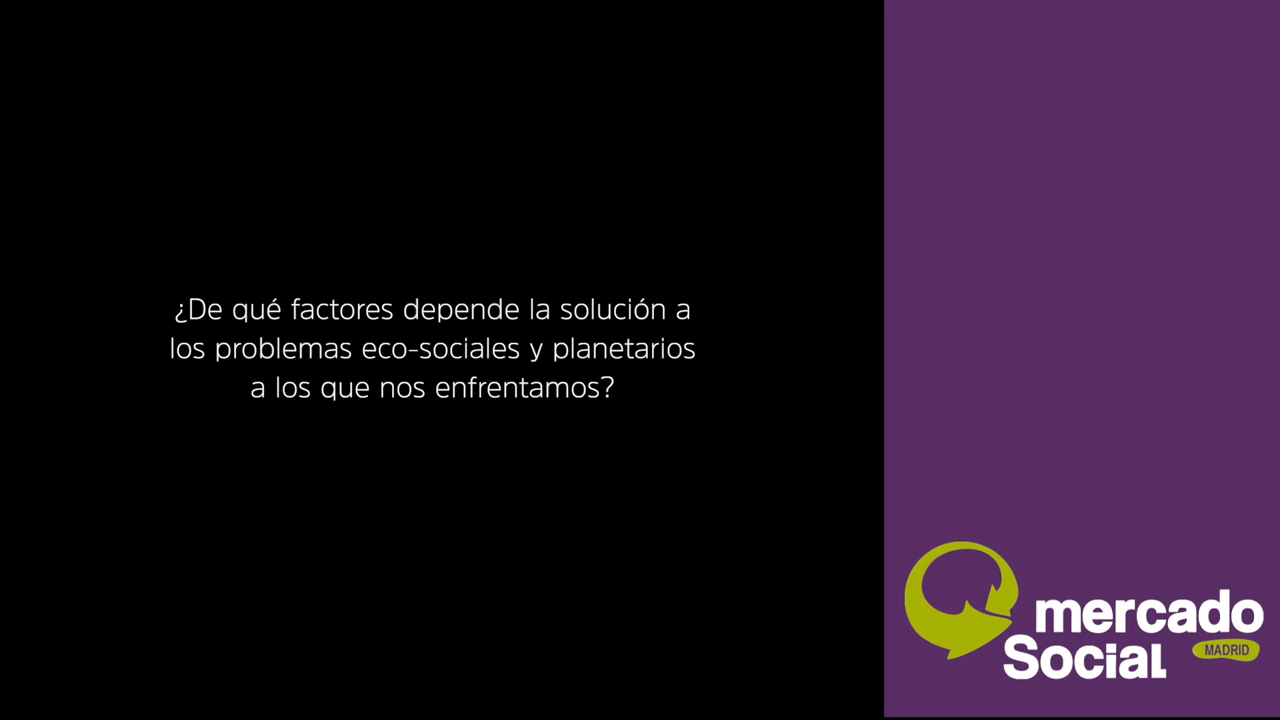 ¿De qué factores depende la solución a
los problemas eco-sociales y planetarios
a los que nos enfrentamos?
mercado
Social
MADRID